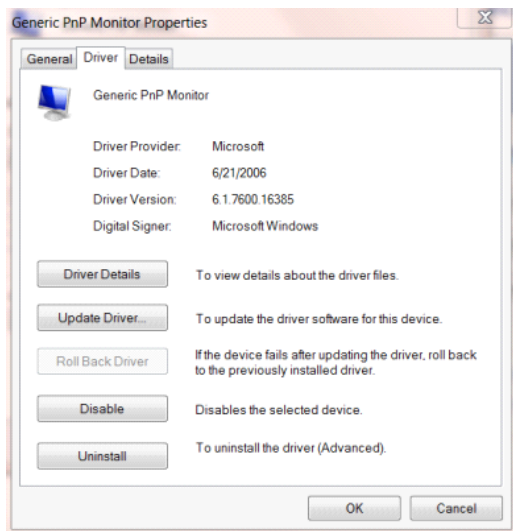 Generic PnP Monitor Properties
General Driver Details
Generic PnP Monitor
Driver Provider: Microsoft
Driver Date: 6/21/2006
Driver Version: 6.1.7600.16385
Digital Signer: Microsoft Windows
Driver Details To view details about the driver files.
Update Driver... To update the driver software for this device.
Roll Back Driver If the device fails after updating the driver, roll back
to the previously installed driver.
Disable Disables the selected device.
Uninstall To uninstall the driver (Advanced).
OK Cancel